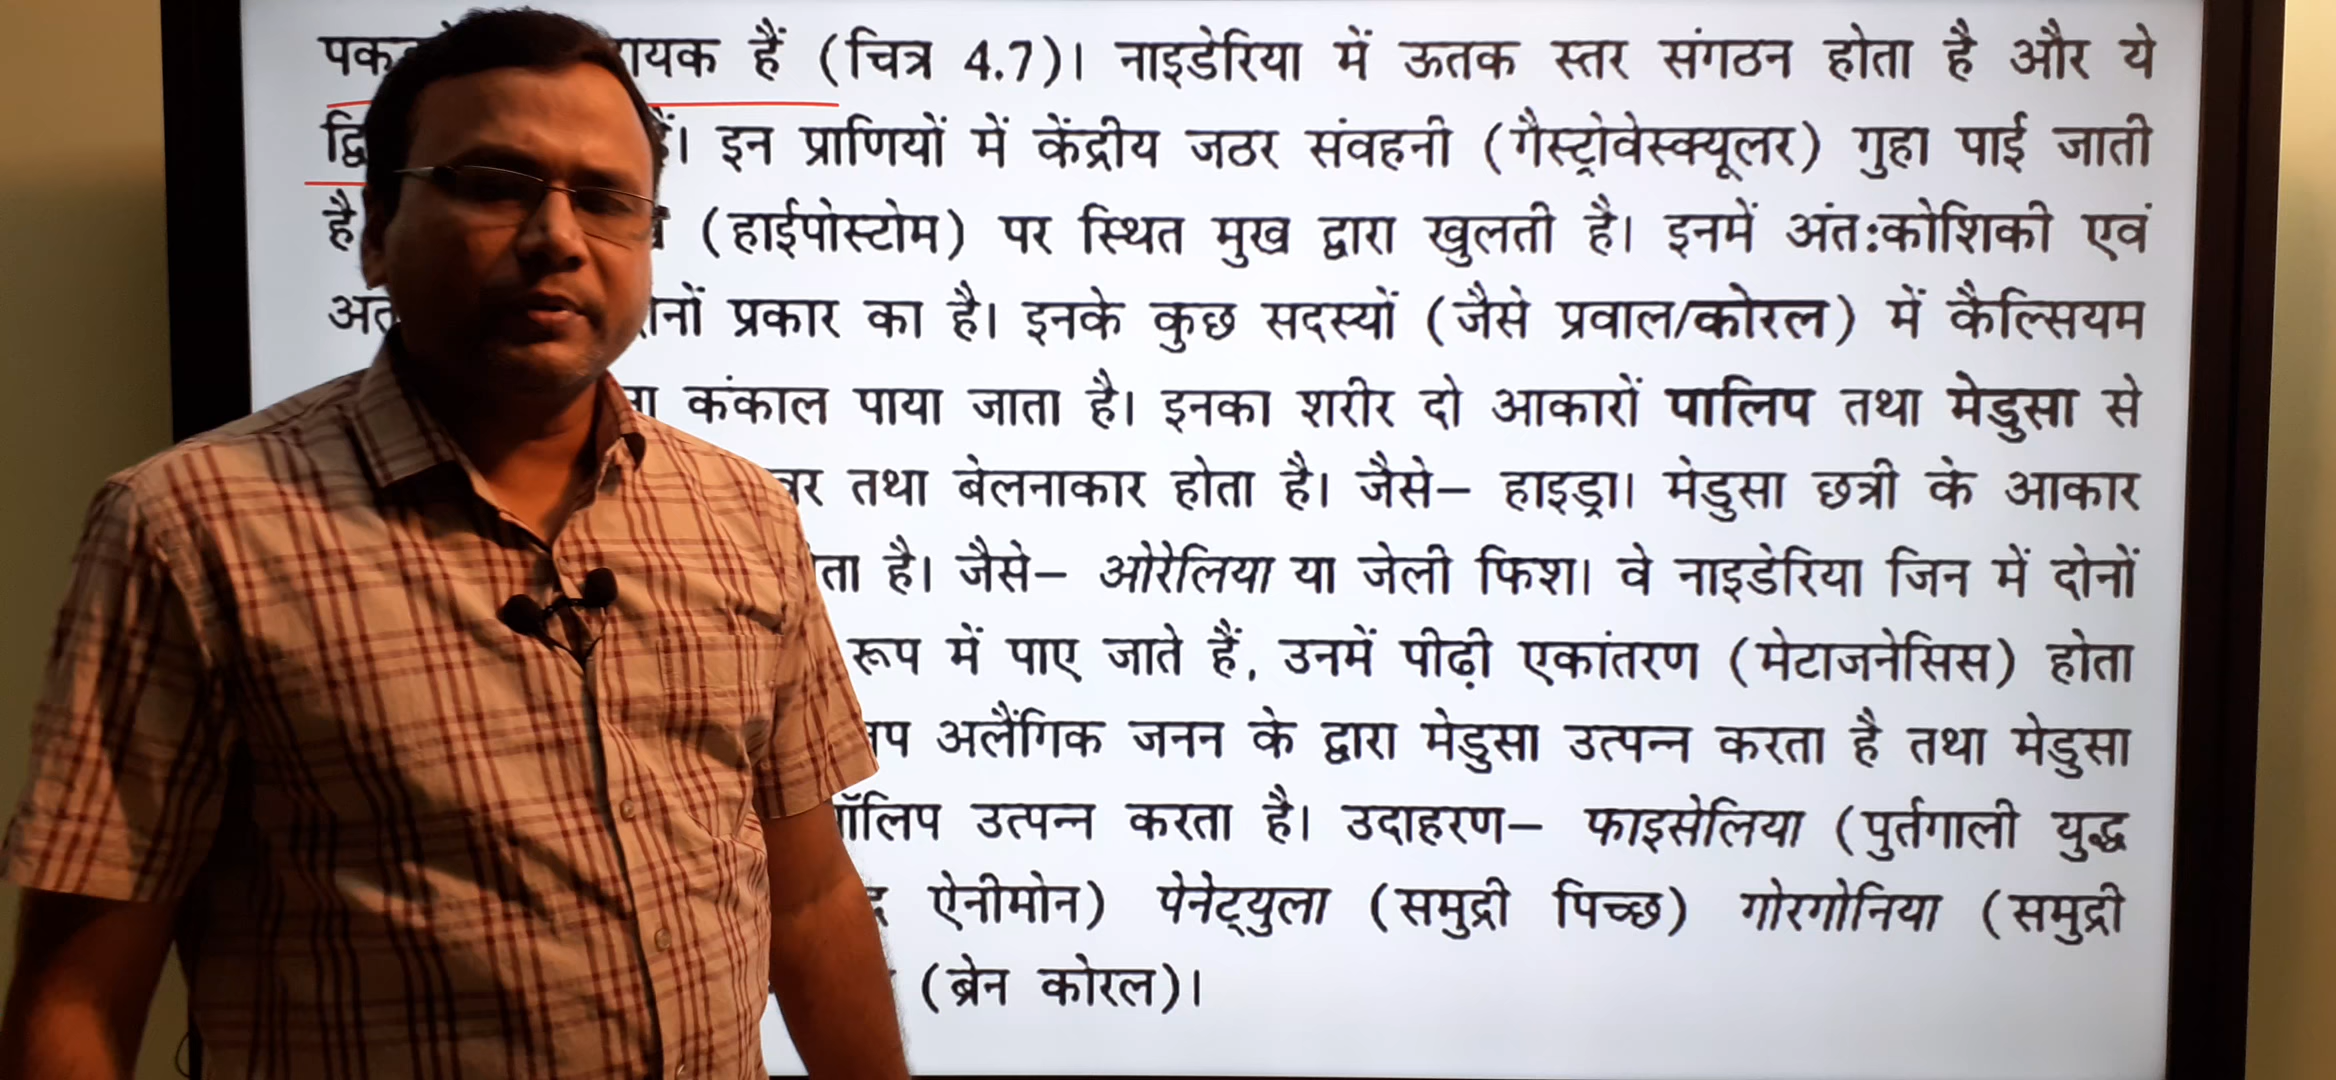 हैं (चित्र 4.7)। नाइडेरिया में ऊतक स्तर संगठन होता है और ये
इन प्राणियों में केंद्रीय जठर संवहनी (गैस्ट्रोवेस्क्यूलर) गुहा पाई जाती
है (हाईपोस्टोम) पर स्थित मुख द्वारा खुलती है। इनमें अंत:कोशिकी एवं
प्रकार का है। इनके कुछ सदस्यों (जैसे प्रवाल/कोरल) में कैल्सियम
कंकाल पाया जाता है। इनका शरीर दो आकारों पालिप तथा मेडुसा से
तथा बेलनाकार होता है। जैसे– हाइड्रा। मेडुसा छत्री के आकार
है। जैसे– ओरेलिया या जेली फिश। वे नाइडेरिया जिन में दोनों
रूप में पाए जाते हैं, उनमें पीढ़ी एकांतरण (मेटाजनेसिस) होता
अलैंगिक जनन के द्वारा मेडुसा उत्पन्न करता है तथा मेडुसा
उत्पन्न करता है। उदाहरण– फाइसेलिया (पुर्तगाली युद्ध
ऐनीमोन) पेनेट्युला (समुद्री पिच्छ) गोरगोनिया (समुद्री
(ब्रेन कोरल)।